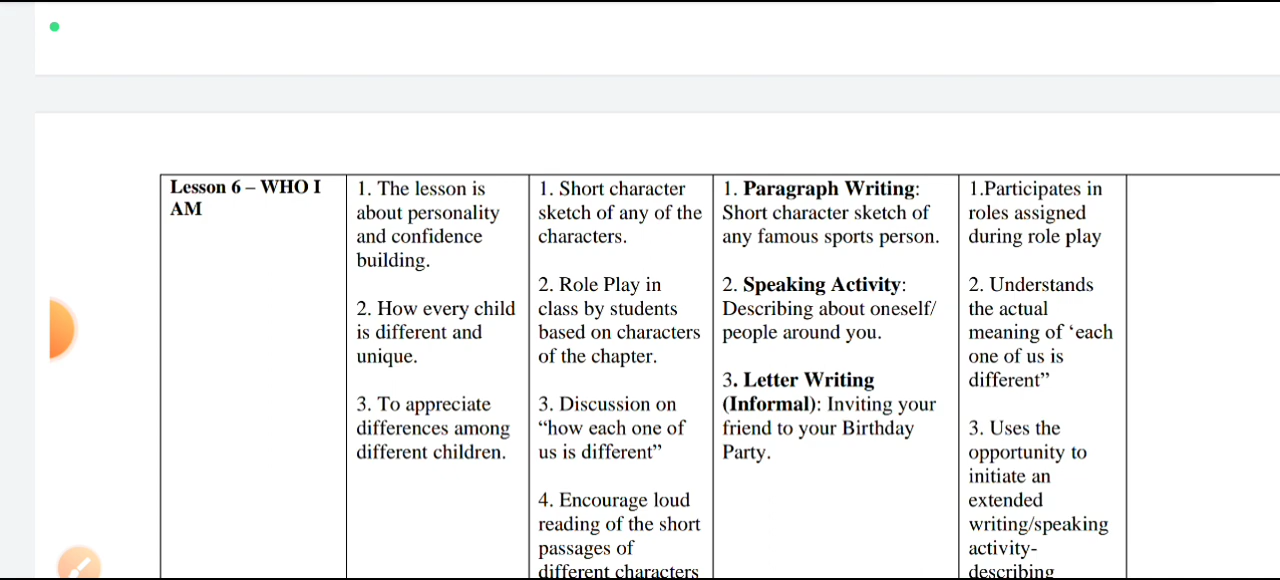 Lesson 6 – WHO I
AM
1. The lesson is
about personality
and confidence
building.
2. How every child
is different and
unique.
3. To appreciate
differences among
different children.
1. Short character
sketch of any of the
characters.
2. Role Play in
class by students
based on characters
of the chapter.
3. Discussion on
“how each one of
us is different”
4. Encourage loud
reading of the short
passages of
different characters
1. Paragraph Writing:
Short character sketch of
any famous sports person.
2. Speaking Activity:
Describing about oneself/
people around you.
3. Letter Writing
(Informal): Inviting your
friend to your Birthday
Party.
1.Participates in
roles assigned
during role play
2. Understands
the actual
meaning of ‘each
one of us is
different”
3. Uses the
opportunity to
initiate an
extended
writing/speaking
activity-
describing